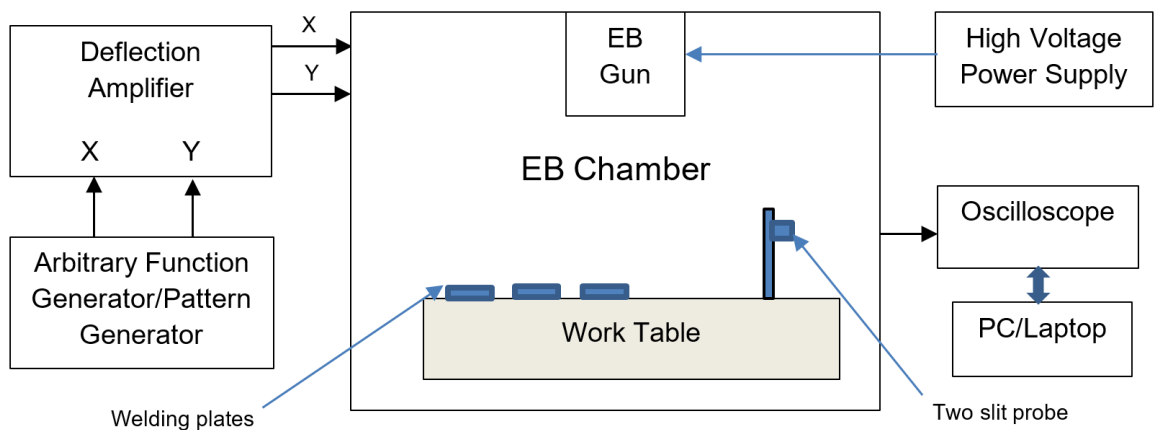 Deflection
Amplifier
X
Y
X
Y
Arbitrary Function
Generator/Pattern
Generator
EB
Gun
EB Chamber
Work Table
Welding plates
High Voltage
Power Supply
Oscilloscope
PC/Laptop
Two slit probe